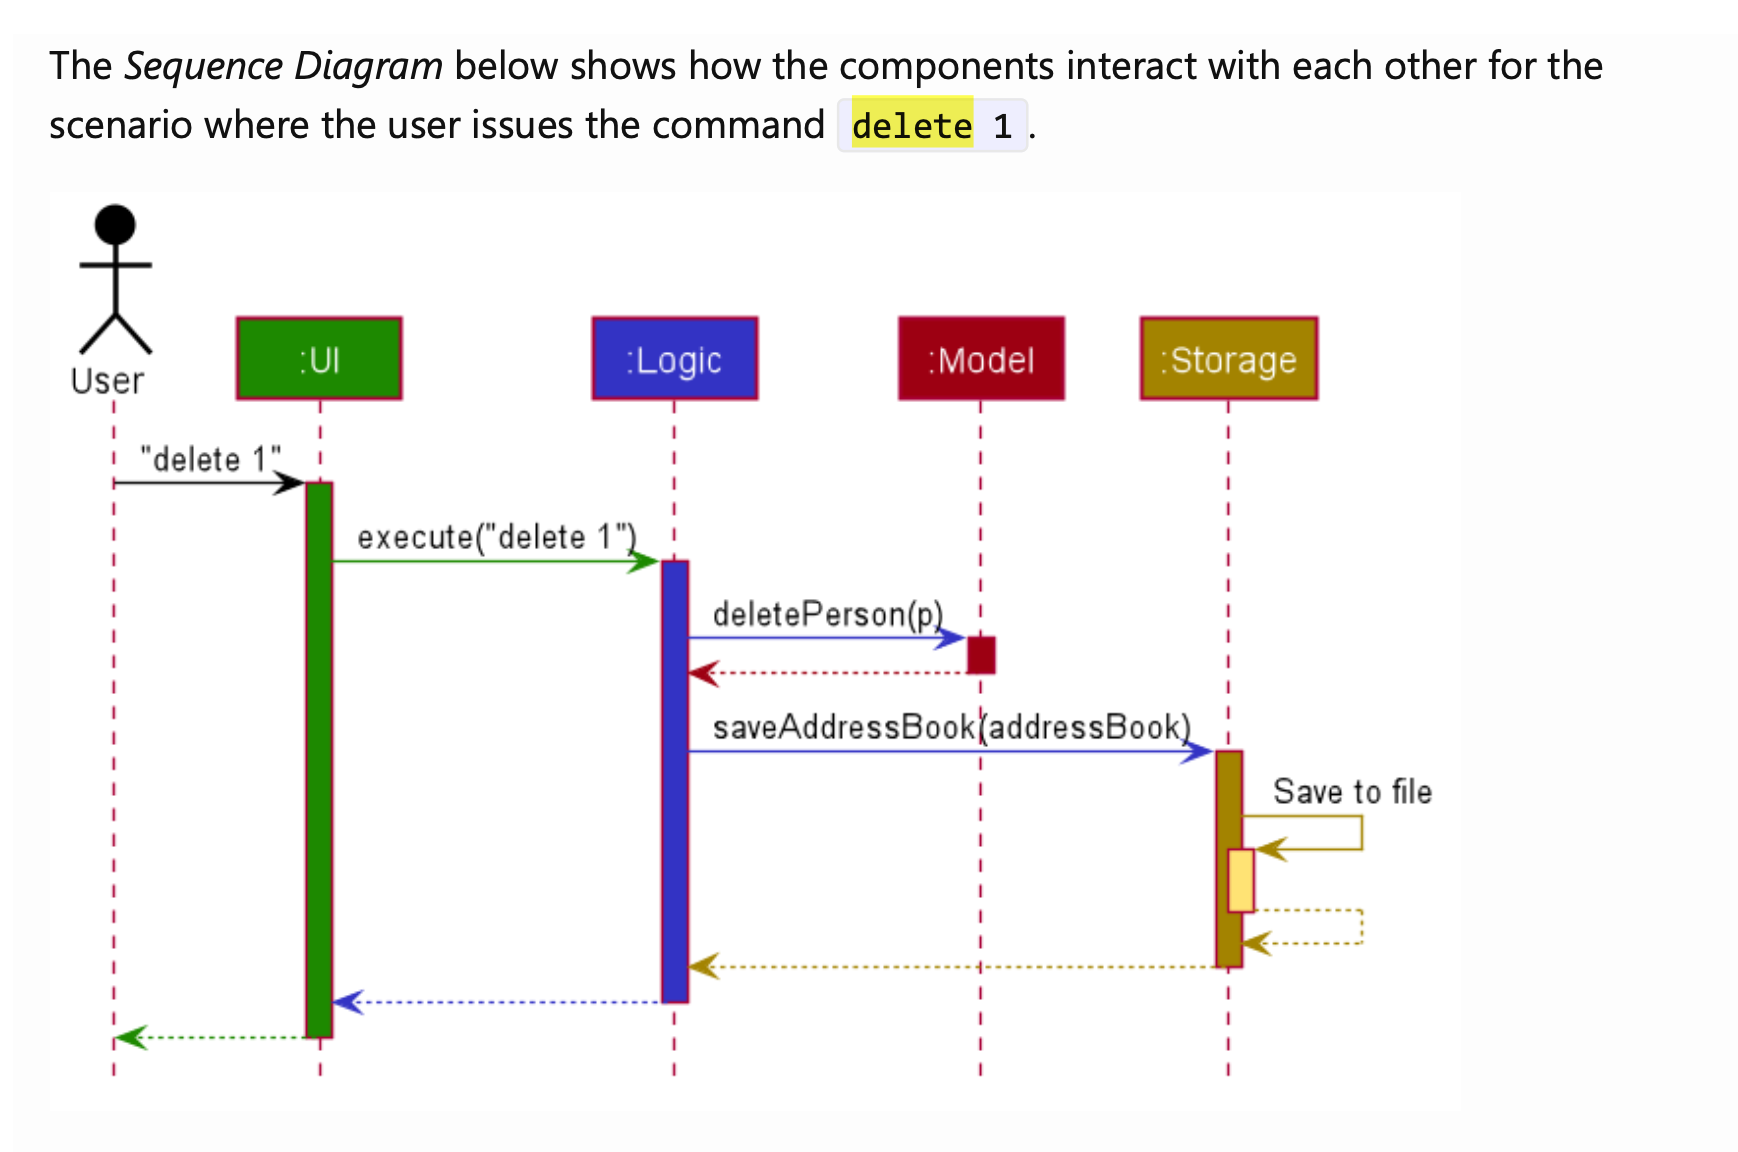 The Sequence Diagram below shows how the components interact with each other for the
scenario where the user issues the command delete 1.
User
:UI
:Logic
:Model
:Storage
"delete 1"
execute("delete 1")
deletePerson(p)
saveAddressBook(addressBook)
Save to file